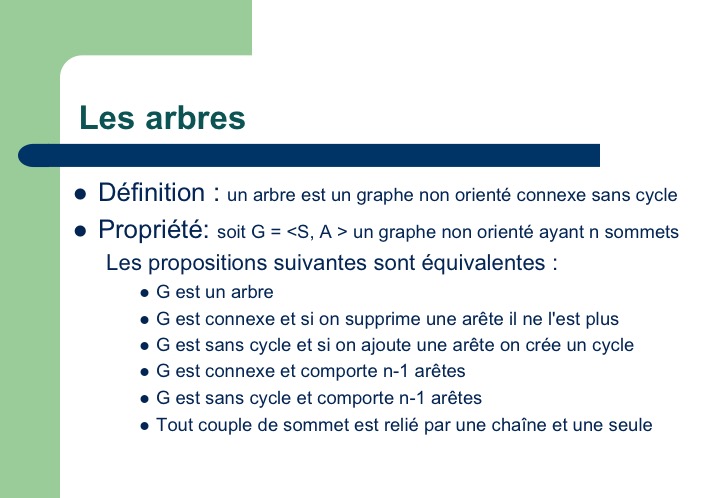 Les arbres
Définition : un arbre est un graphe non orienté connexe sans cycle
Propriété: soit G = <S, A > un graphe non orienté ayant n sommets
Les propositions suivantes sont équivalentes :
G est un arbre
G est connexe et si on supprime une arête il ne l'est plus
G est sans cycle et si on ajoute une arête on crée un cycle
G est connexe et comporte n-1 arêtes
G est sans cycle et comporte n-1 arêtes
Tout couple de sommet est relié par une chaîne et une seule